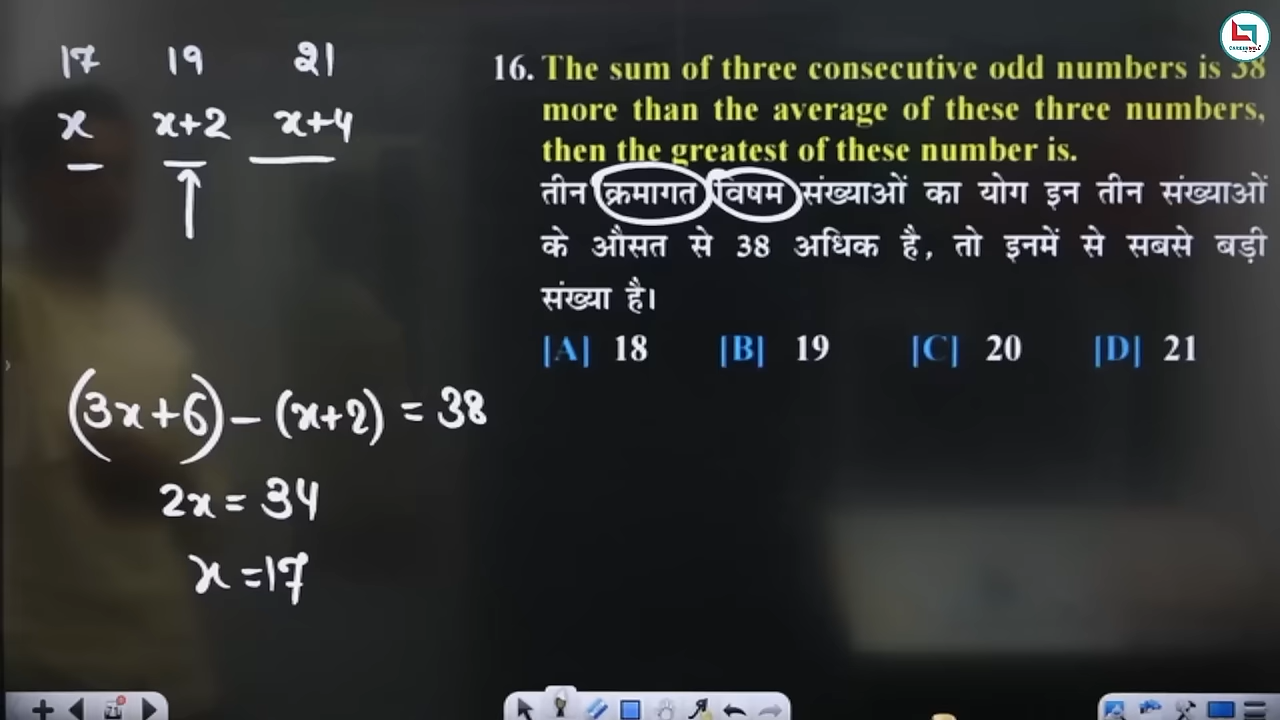 17 19 21
x x+2 x+4
(3x+6) - (x+2) = 38
2x = 34
x = 17
16. The sum of three consecutive odd numbers is 38
more than the average of these three numbers,
then the greatest of these number is.
तीन क्रमागत विषम संख्याओं का योग इन तीन संख्याओं
के औसत से 38 अधिक है, तो इनमें से सबसे बड़ी
संख्या है।
[A] 18 [B] 19 [C] 20 [D] 21